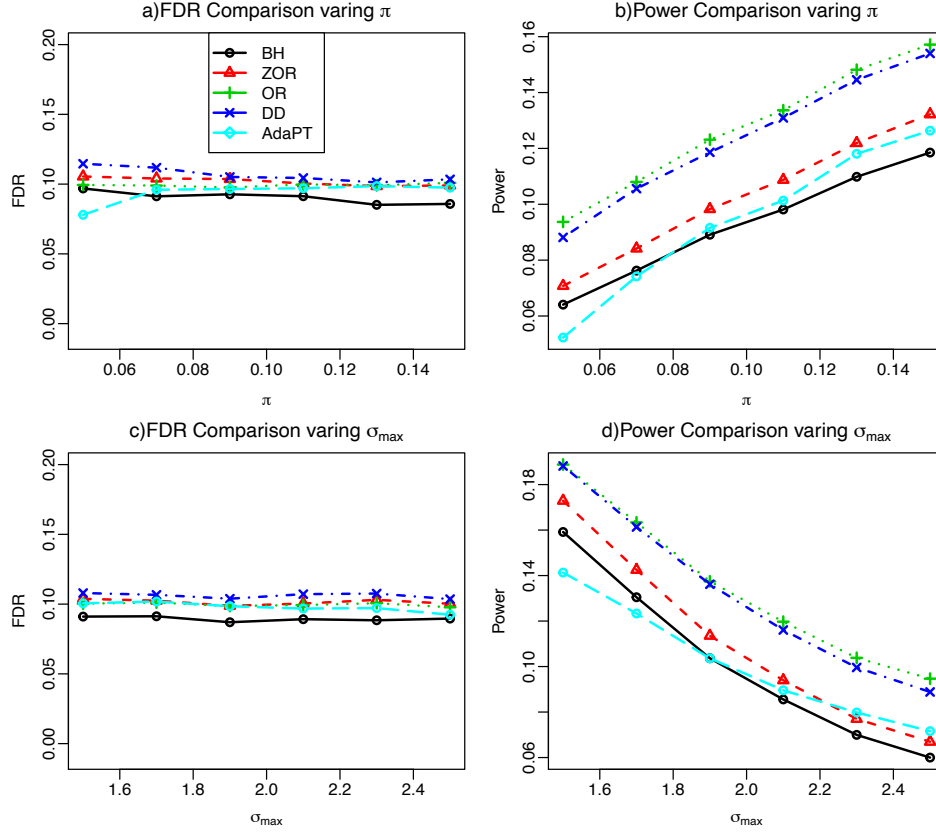 a)FDR Comparison varing π
FDR
0.00 0.05 0.10 0.15 0.20
BH
ZOR
OR
DD
AdaPT
0.06 0.08 0.10 0.12 0.14
π
b)Power Comparison varing π
Power
0.06 0.08 0.10 0.12 0.14 0.16
0.06 0.08 0.10 0.12 0.14
π
c)FDR Comparison varing σmax
FDR
0.00 0.05 0.10 0.15 0.20
1.6 1.8 2.0 2.2 2.4
σmax
d)Power Comparison varing σmax
Power
0.06 0.10 0.14 0.18
1.6 1.8 2.0 2.2 2.4
σmax